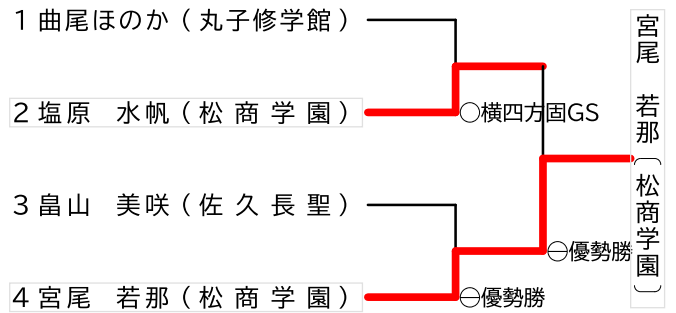 1 曲尾ほのか（丸子修学館）
2 塩原　水帆（松商学園）
○横四方固GS
3 畠山　美咲（佐久長聖）
4 宮尾　若那（松商学園）
㊀優勢勝
㊀優勢勝
宮尾　若那（松商学園）